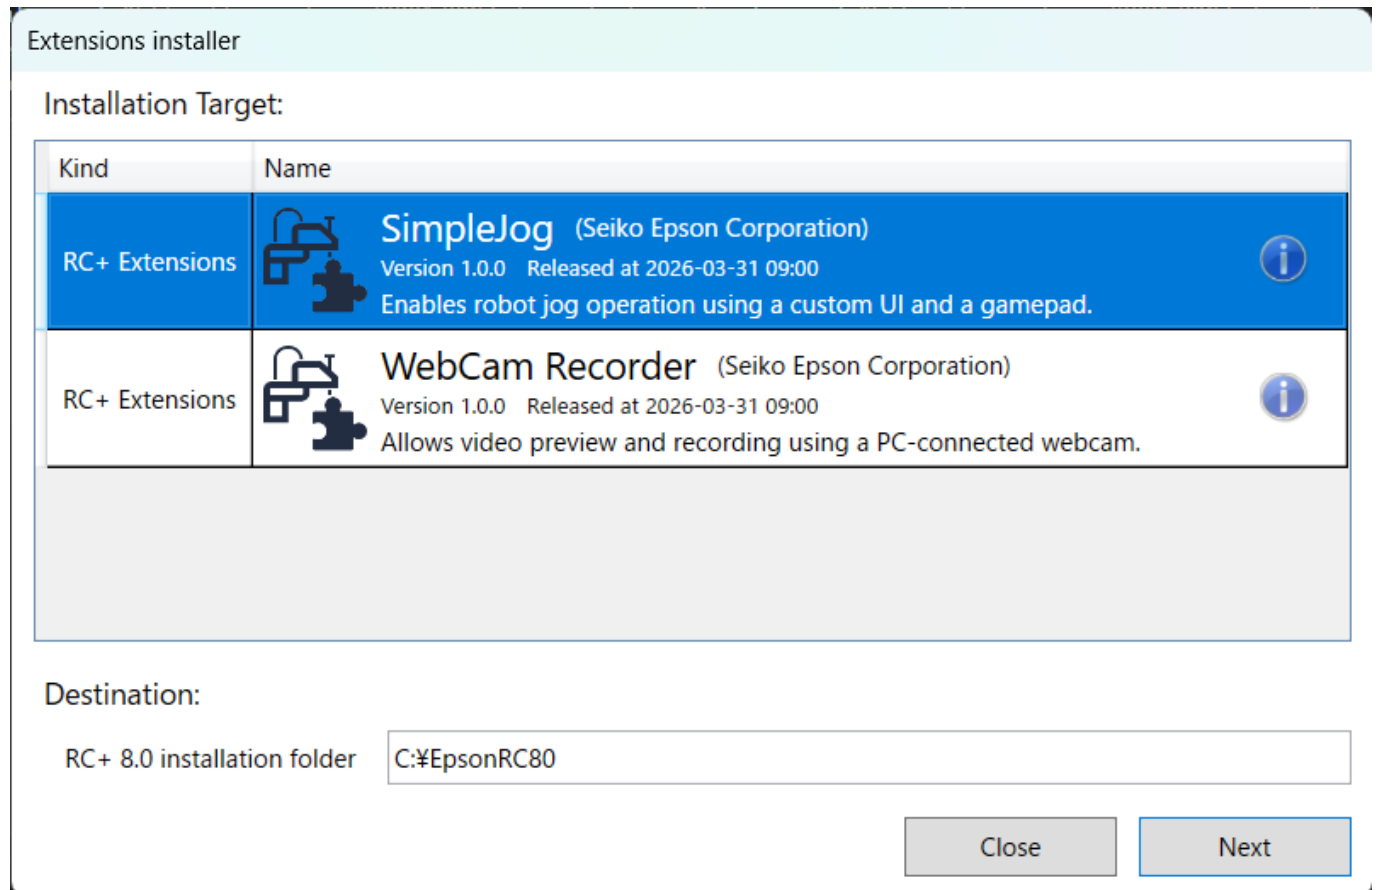 Extensions installer
Installation Target:
Kind Name
RC+ Extensions
SimpleJog (Seiko Epson Corporation)
Version 1.0.0 Released at 2026-03-31 09:00
Enables robot jog operation using a custom UI and a gamepad.
RC+ Extensions
WebCam Recorder (Seiko Epson Corporation)
Version 1.0.0 Released at 2026-03-31 09:00
Allows video preview and recording using a PC-connected webcam.
Destination:
RC+ 8.0 installation folder C:¥EpsonRC80
Close Next